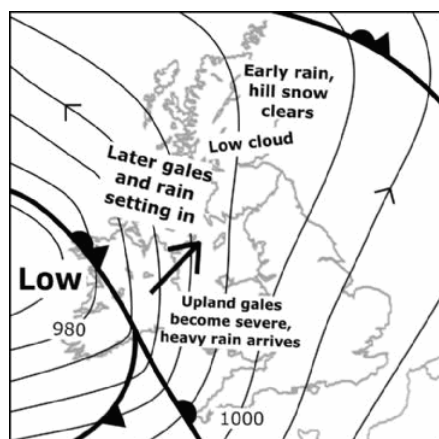 Early rain,
hill snow
clears
Low cloud
Later gales
and rain
setting in
Low
980
Upland gales
become severe,
heavy rain arrives
1000